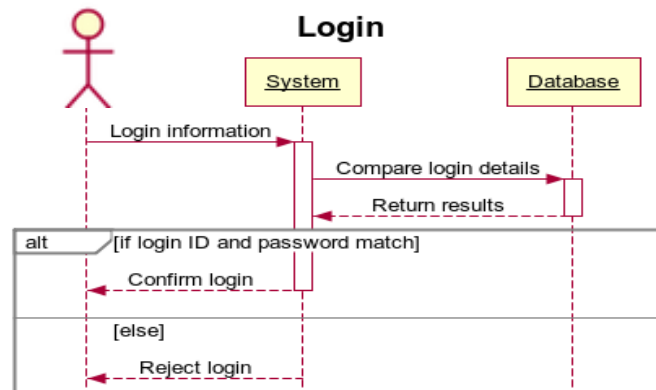 Login
System
Database
Login information
Compare login details
Return results
alt [if login ID and password match]
Confirm login
[else]
Reject login